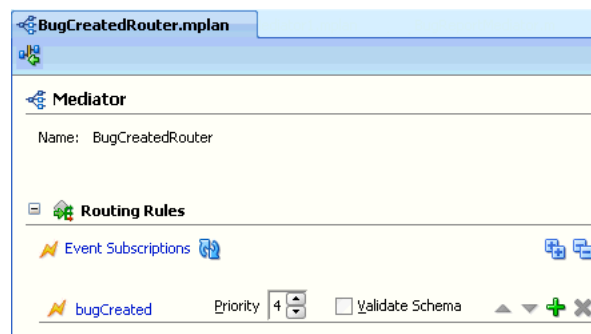 BugCreatedRouter.mplan
Mediator
Name: BugCreatedRouter
Routing Rules
Event Subscriptions
bugCreated Priority 4 Validate Schema